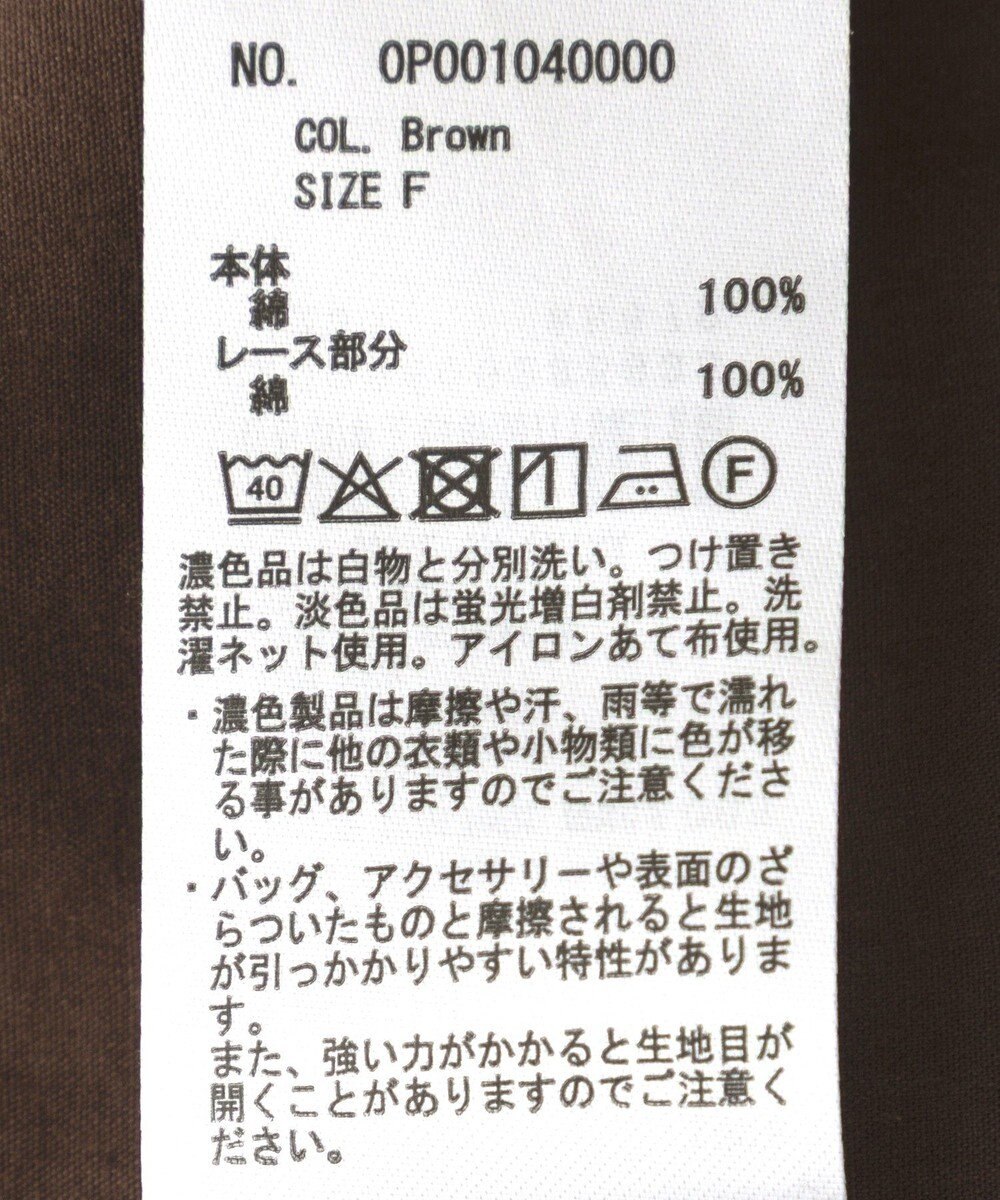 NO. 0P001040000
COL. Brown
SIZE F
本体
綿 100%
レース部分
綿 100%
40 F
濃色品は白物と分別洗い。つけ置き
禁止。淡色品は蛍光増白剤禁止。洗
濯ネット使用。アイロンあて布使用。
・濃色製品は摩擦や汗、雨等で濡れ
た際に他の衣類や小物類に色が移
る事がありますのでご注意くださ
い。
・バッグ、アクセサリーや表面のざ
らついたものと摩擦されると生地
が引っかかりやすい特性がありま
す。
また、強い力がかかると生地目が
開くことがありますのでご注意く
ださい。